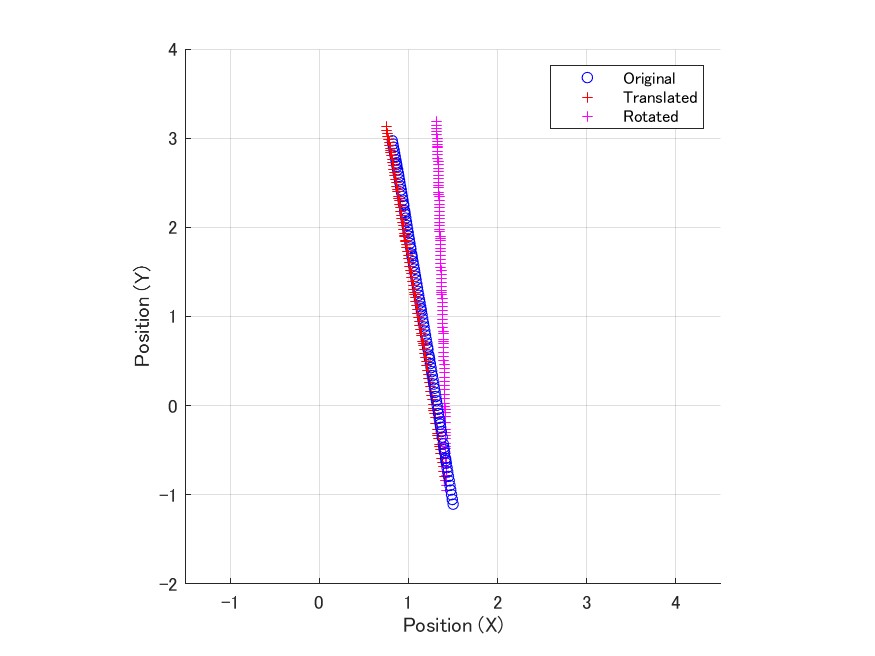 4
3
2
1
0
−1
−2
−1 0 1 2 3 4
Position (X)
Position (Y)
Original
Translated
Rotated